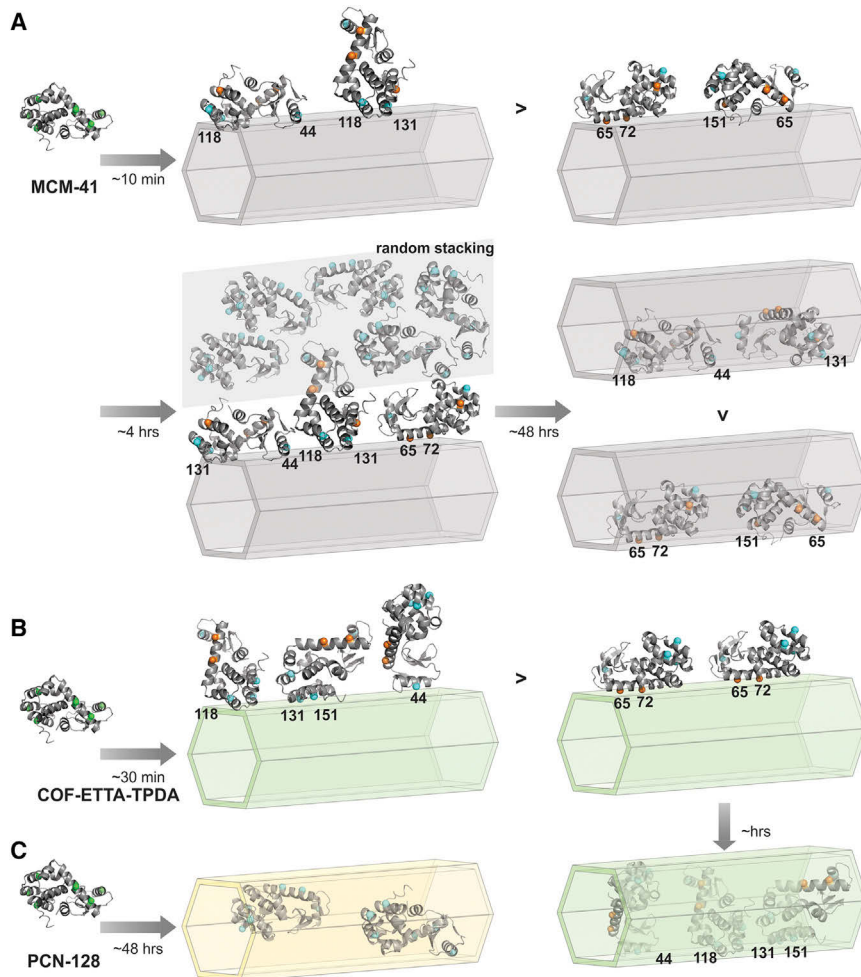 A
118
44
118
131
>
65 72
151
65
~10 min
MCM-41
random stacking
~4 hrs
131
44
118
131
65 72
~48 hrs
118
44
131
v
65 72
151
65
B
118
131 151
44
>
65 72
65 72
~30 min
COF-ETTA-TPDA
~hrs
C
~48 hrs
PCN-128
44 118 131 151